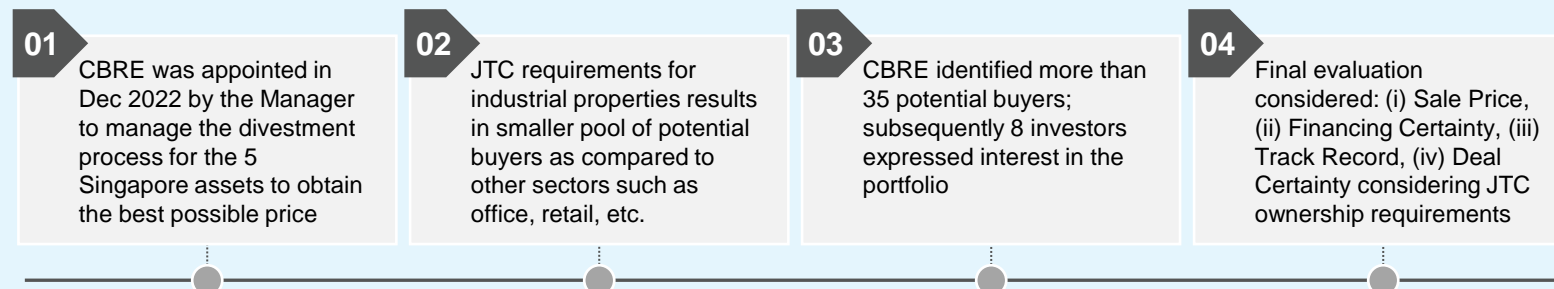 01
CBRE was appointed in
Dec 2022 by the Manager
to manage the divestment
process for the 5
Singapore assets to obtain
the best possible price
02
JTC requirements for
industrial properties results
in smaller pool of potential
buyers as compared to
other sectors such as
office, retail, etc.
03
CBRE identified more than
35 potential buyers;
subsequently 8 investors
expressed interest in the
portfolio
04
Final evaluation
considered: (i) Sale Price,
(ii) Financing Certainty, (iii)
Track Record, (iv) Deal
Certainty considering JTC
ownership requirements